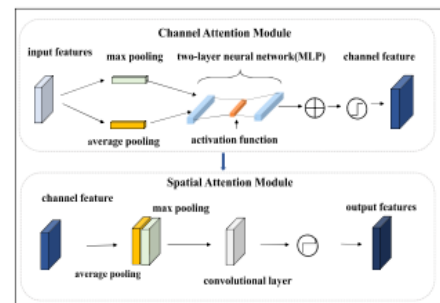 Channel Attention Module
input features
max pooling
two-layer neural network(MLP)
channel feature
average pooling
activation function
Spatial Attention Module
channel feature
max pooling
output features
average pooling
convolutional layer